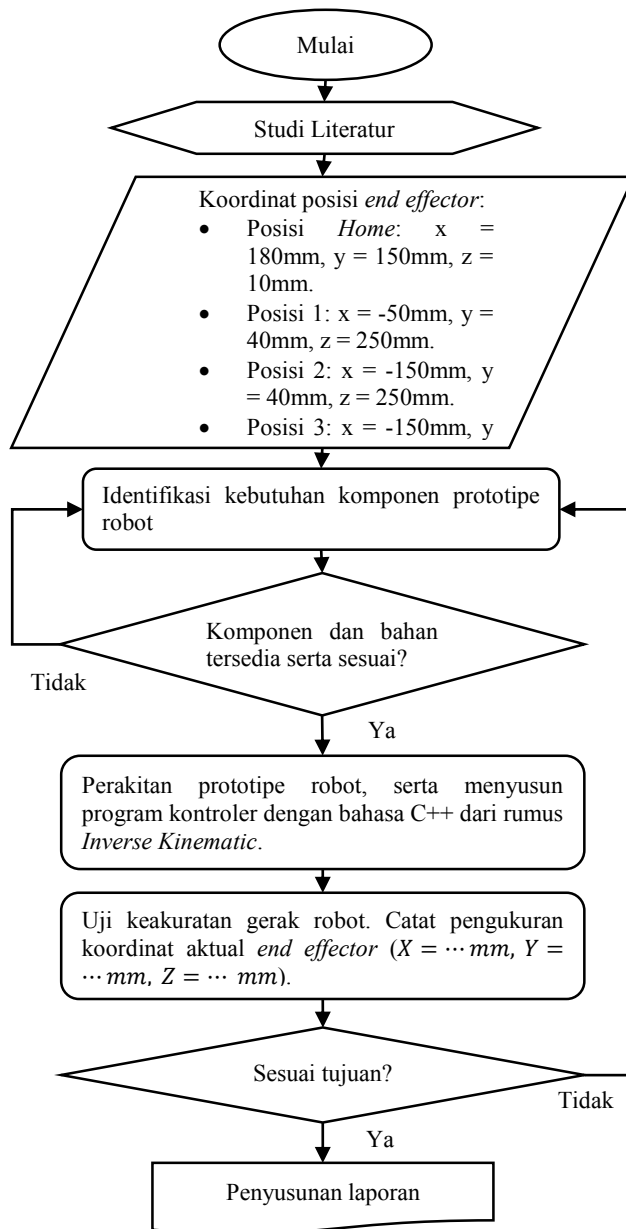 Mulai
Studi Literatur
Koordinat posisi end effector:
• Posisi Home: x =
180mm, y = 150mm, z =
10mm.
• Posisi 1: x = -50mm, y =
40mm, z = 250mm.
• Posisi 2: x = -150mm, y
= 40mm, z = 250mm.
• Posisi 3: x = -150mm, y
Identifikasi kebutuhan komponen prototipe
robot
Komponen dan bahan
tersedia serta sesuai?
Tidak
Ya
Perakitan prototipe robot, serta menyusun
program kontroler dengan bahasa C++ dari rumus
Inverse Kinematic.
Uji keakuratan gerak robot. Catat pengukuran
koordinat aktual end effector (X = ⋯ mm, Y =
⋯ mm, Z = ⋯ mm).
Sesuai tujuan?
Tidak
Ya
Penyusunan laporan